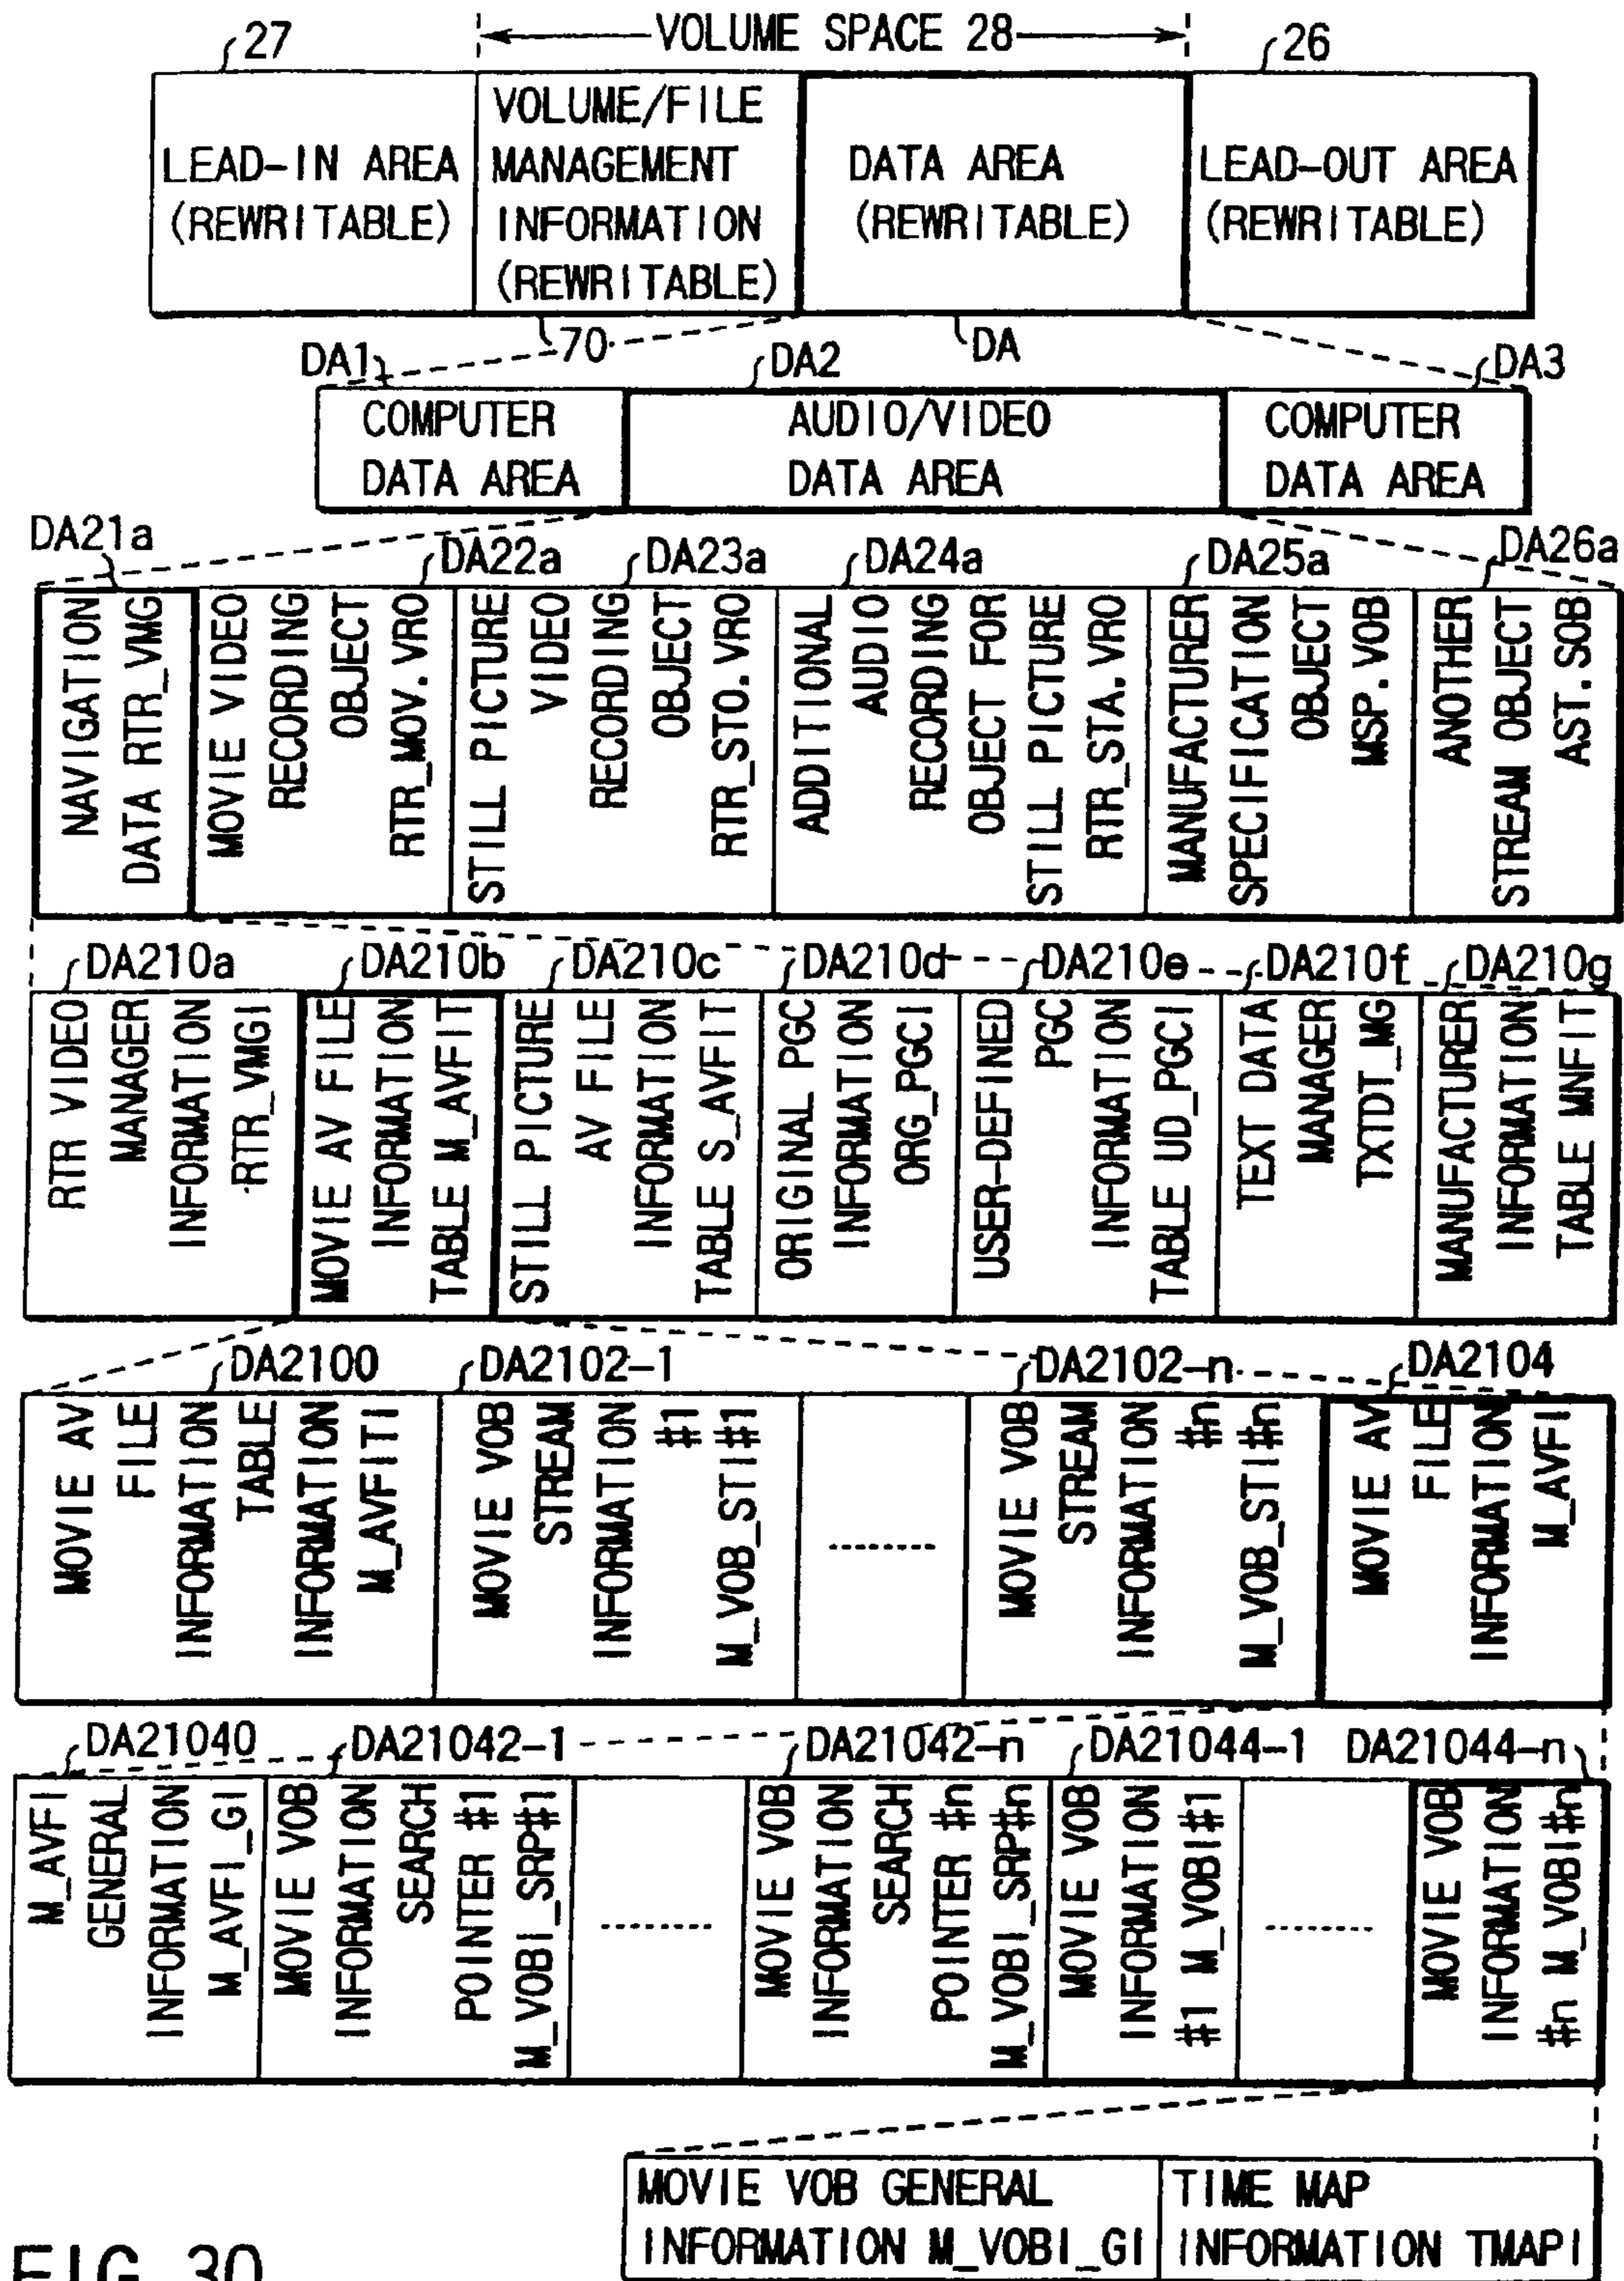 27
VOLUME SPACE 28
26
LEAD-IN AREA
(REWRITABLE)
VOLUME/FILE
MANAGEMENT
INFORMATION
(REWRITABLE)
DATA AREA
(REWRITABLE)
LEAD-OUT AREA
(REWRITABLE)
70
DA
DA1
DA2
DA3
COMPUTER
DATA AREA
AUDIO/VIDEO
DATA AREA
COMPUTER
DATA AREA
DA21a
DA22a
DA23a
DA24a
DA25a
DA26a
NAVIGATION
DATA RTR_VMG
MOVIE VIDEO
RECORDING
OBJECT
RTR_MOV.VRO
STILL PICTURE
VIDEO
RECORDING
OBJECT
RTR_STO.VRO
ADDITIONAL
AUDIO
RECORDING
OBJECT FOR
STILL PICTURE
RTR_STA.VRO
MANUFACTURER
SPECIFICATION
OBJECT
MSP.VOB
ANOTHER
STREAM OBJECT
AST.SOB
DA210a
DA210b
DA210c
DA210d
DA210e
DA210f
DA210g
RTR VIDEO
MANAGER
INFORMATION
RTR_VMGI
MOVIE AV FILE
INFORMATION
TABLE M_AVFIT
STILL PICTURE
AV FILE
INFORMATION
TABLE S_AVFIT
ORIGINAL PGC
INFORMATION
ORG_PGCI
USER-DEFINED
PGC
INFORMATION
TABLE UD_PGCI
TEXT DATA
MANAGER
TXTDT_MG
MANUFACTURER
INFORMATION
TABLE MNFIT
DA2100
DA2102-1
DA2102-n
DA2104
MOVIE AV
FILE
INFORMATION
TABLE
INFORMATION
M_AVFITI
MOVIE VOB
STREAM
INFORMATION
#1
M_VOB_STI#1
MOVIE VOB
STREAM
INFORMATION
#n
M_VOB_STI#n
MOVIE AV
FILE
INFORMATION
M_AVFI
DA21040
DA21042-1
DA21042-n
DA21044-1
DA21044-n
M_AVFI
GENERAL
INFORMATION
M_AVFI_GI
MOVIE VOB
INFORMATION
SEARCH
POINTER #1
M_VOBI_SRP#1
MOVIE VOB
INFORMATION
SEARCH
POINTER #n
M_VOBI_SRP#n
MOVIE VOB
INFORMATION
#1 M_VOBI#1
MOVIE VOB
INFORMATION
#n M_VOBI#n
MOVIE VOB GENERAL
INFORMATION M_VOBI_GI
TIME MAP
INFORMATION TMAPI
FIG. 30